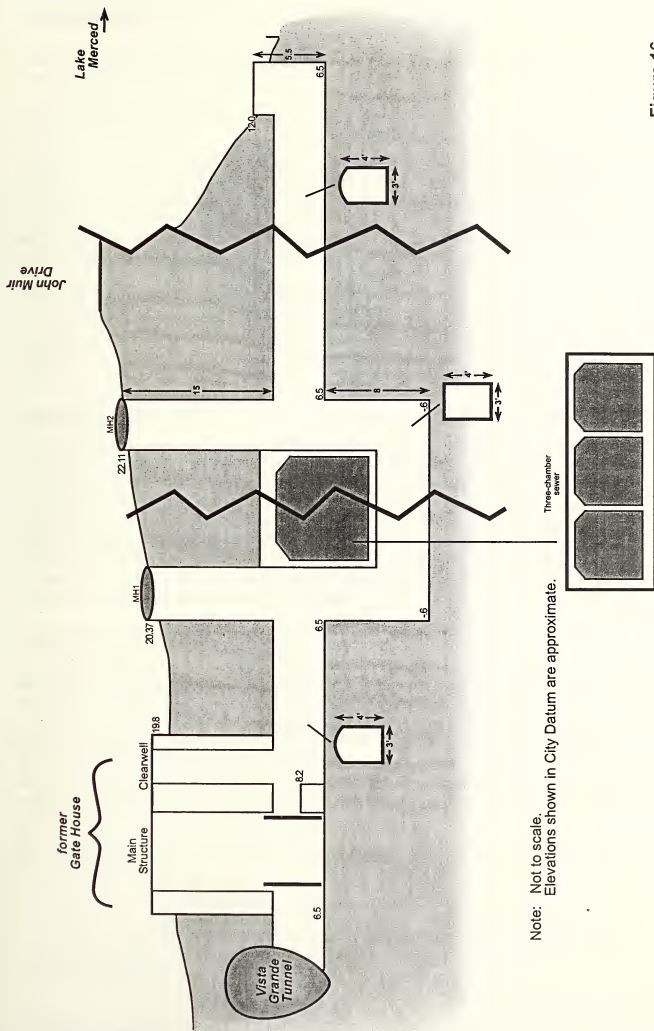 Lake
Merced
John Muir
Drive
former
Gate House
Main
Structure
Clearwell
19.8
20.37
MH1
22.11
MH2
15
12.0
5.5
6.5
6.5
8
6.5
6.5
8.2
-.6
-.6
4'
3'
4'
3'
4'
3'
Vista
Grande
Tunnel
Three-chamber
sewer
Note: Not to scale.
Elevations shown in City Datum are approximate.